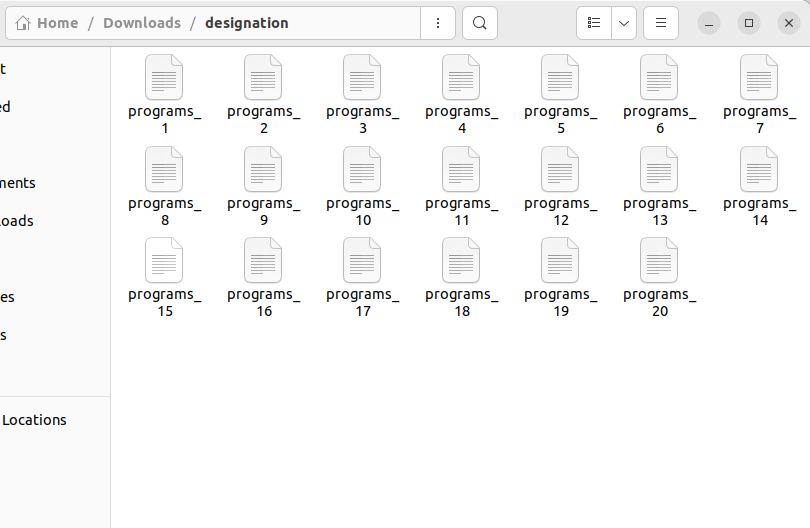 Home / Downloads / designation
t
ed
ments
loads
es
s
Locations
programs_
1
programs_
2
programs_
3
programs_
4
programs_
5
programs_
6
programs_
7
programs_
8
programs_
9
programs_
10
programs_
11
programs_
12
programs_
13
programs_
14
programs_
15
programs_
16
programs_
17
programs_
18
programs_
19
programs_
20